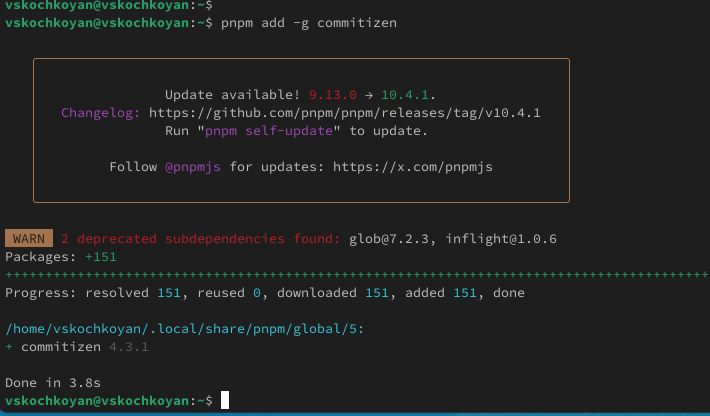 vskochkoyan@vskochkoyan:~$
vskochkoyan@vskochkoyan:~$ pnpm add -g commitizen
Update available! 9.13.0 → 10.4.1.
Changelog: https://github.com/pnpm/pnpm/releases/tag/v10.4.1
Run "pnpm self-update" to update.
Follow @pnpmjs for updates: https://x.com/pnpmjs
WARN 2 deprecated subdependencies found: glob@7.2.3, inflight@1.0.6
Packages: +151
++++++++++++++++++++++++++++++++++++++++++++++++++++++++++++++++++++++++++++++++++++++++
Progress: resolved 151, reused 0, downloaded 151, added 151, done
/home/vskochkoyan/.local/share/pnpm/global/5:
+ commitizen 4.3.1
Done in 3.8s
vskochkoyan@vskochkoyan:~$